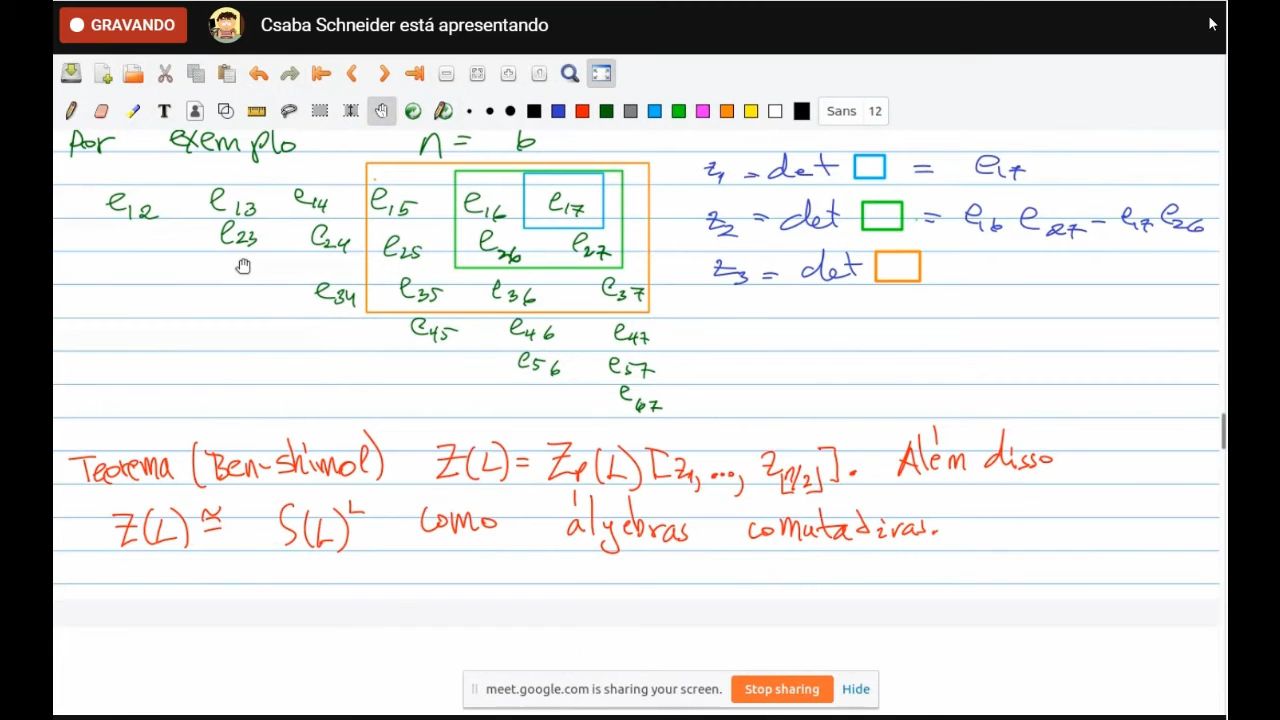 GRAVANDO Csaba Schneider está apresentando
T Sans 12
Por exemplo n = 6
e12 e13 e14 e15 e16 e17
e23 e24 e25 e26 e27
e34 e35 e36 e37
e45 e46 e47
e56 e57
e67
z1 = det □ = e17
z2 = det □ = e16 e27 - e17 e26
z3 = det □
Teorema (Ben-shimol) Z(L) = Zp(L) [z1, ..., z[n/2]]. Além disso
Z(L) ≅ S(L)^L como álgebras comutativas.
meet.google.com is sharing your screen. Stop sharing Hide